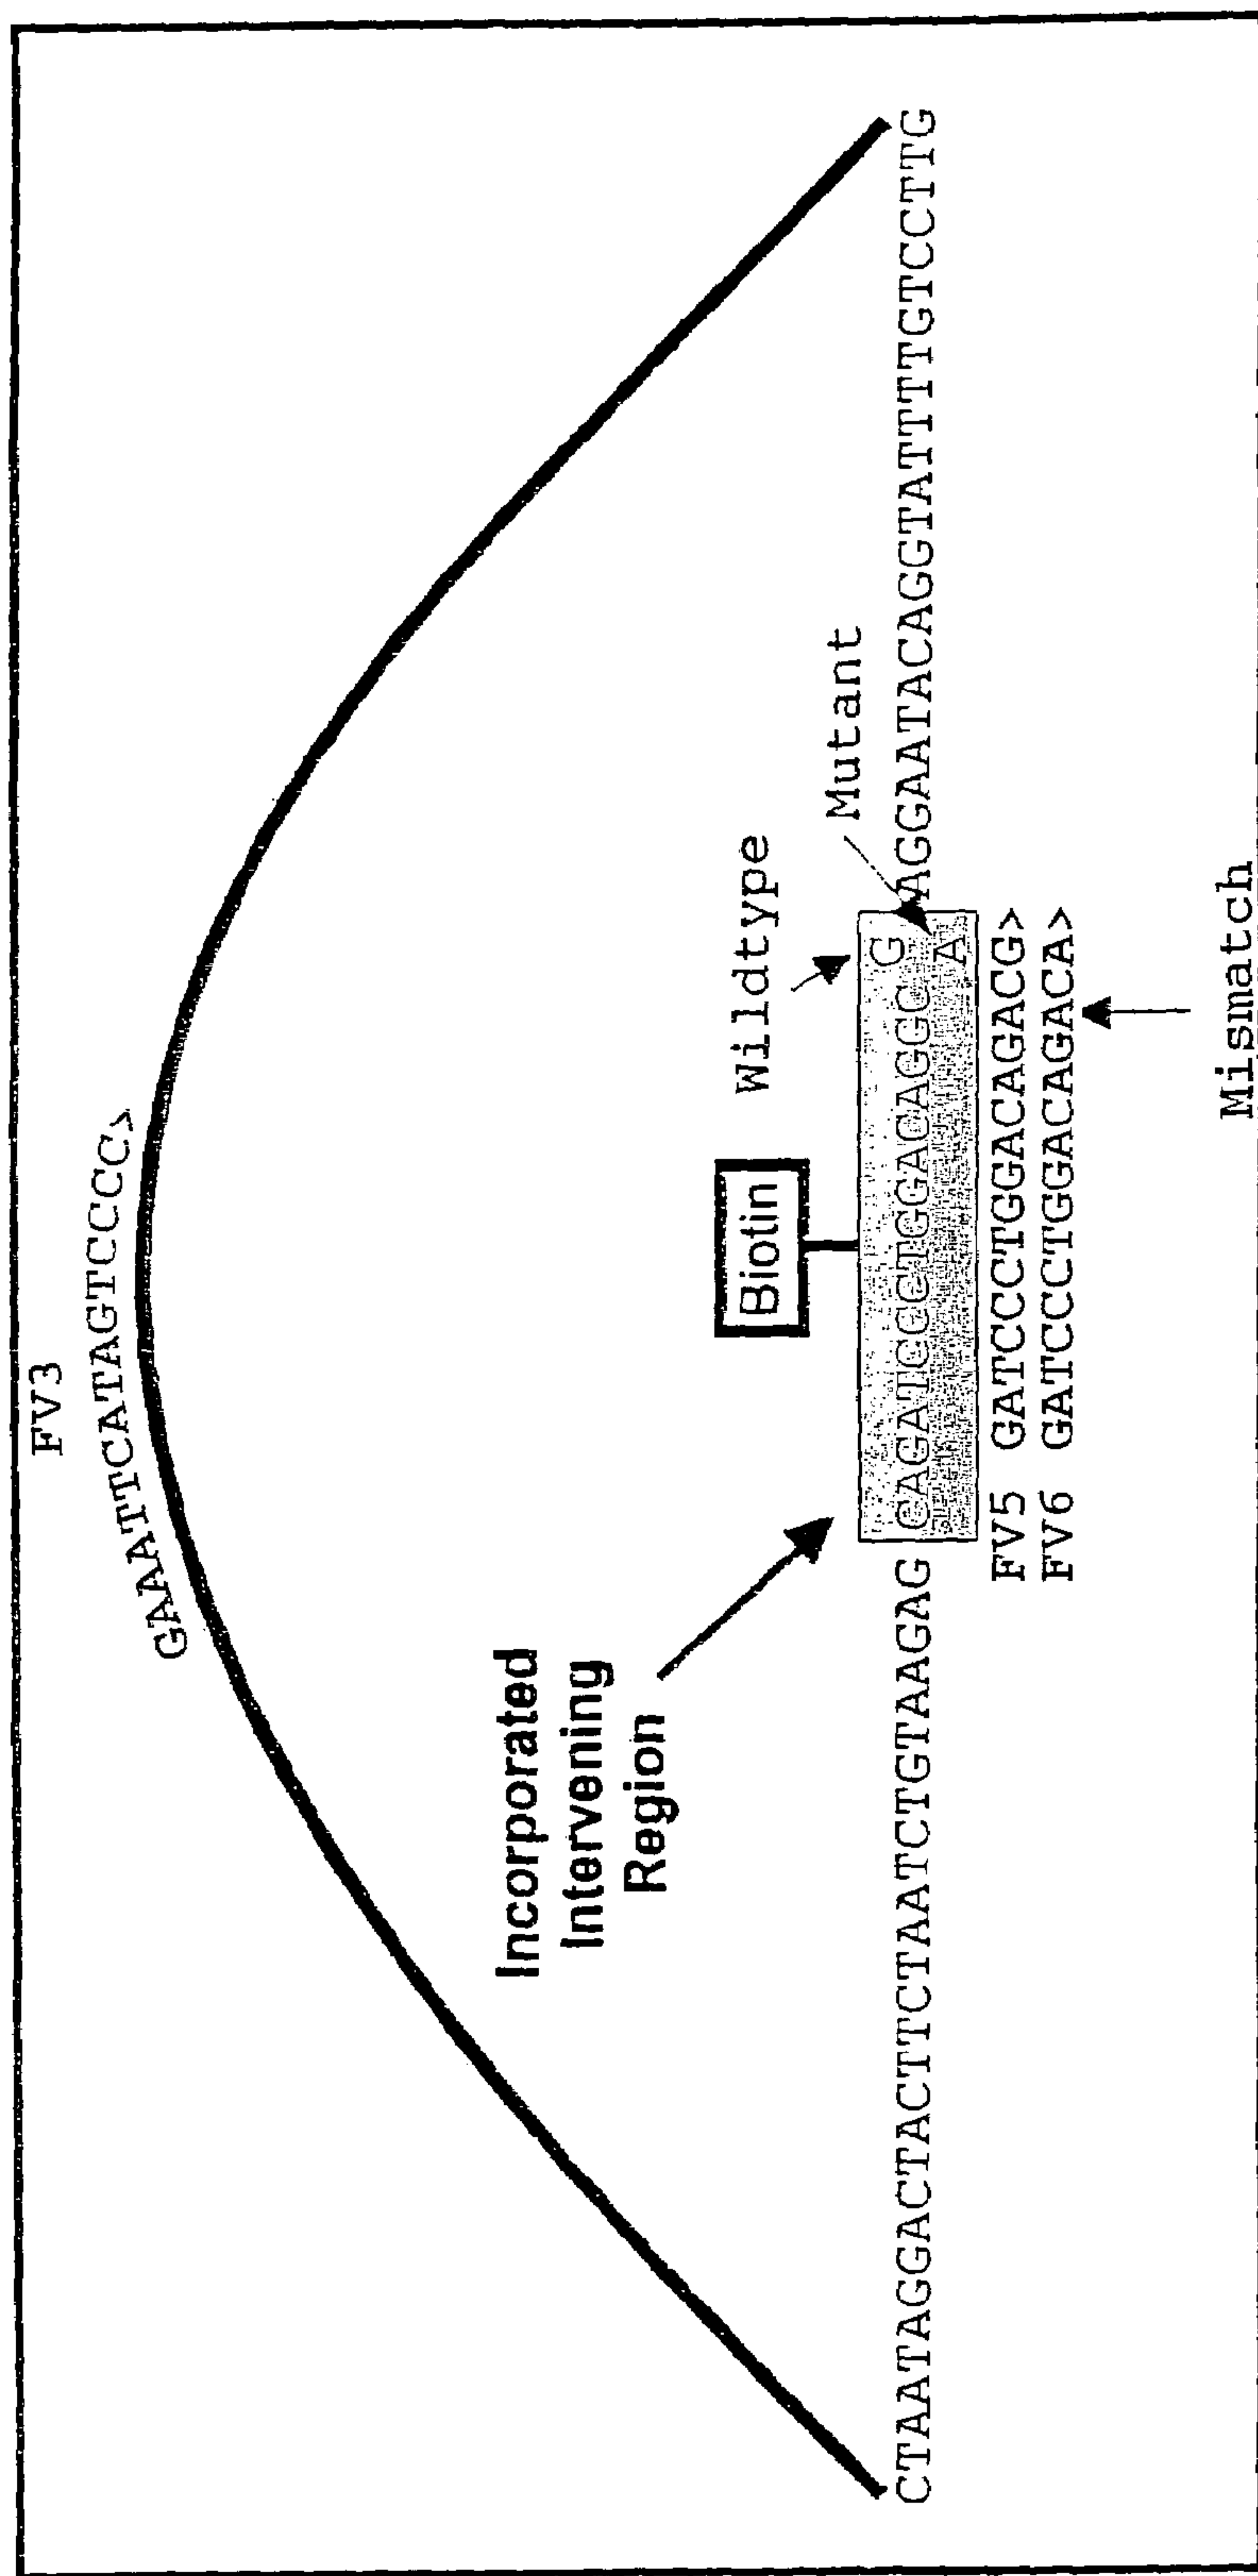 FV3
GAAATTCATAGTCCC>
Incorporated
Intervening
Region
Biotin
Wildtype
Mutant
G
CTAATAGGACTACTTCTAATCTGTAAGAG CAGATCCCTGGACAGGC AGGAATACAGGTATTTTGTCCTTG
A
FV5 GATCCCTGGACAGACG>
FV6 GATCCCTGGACAGACA>
Mismatch